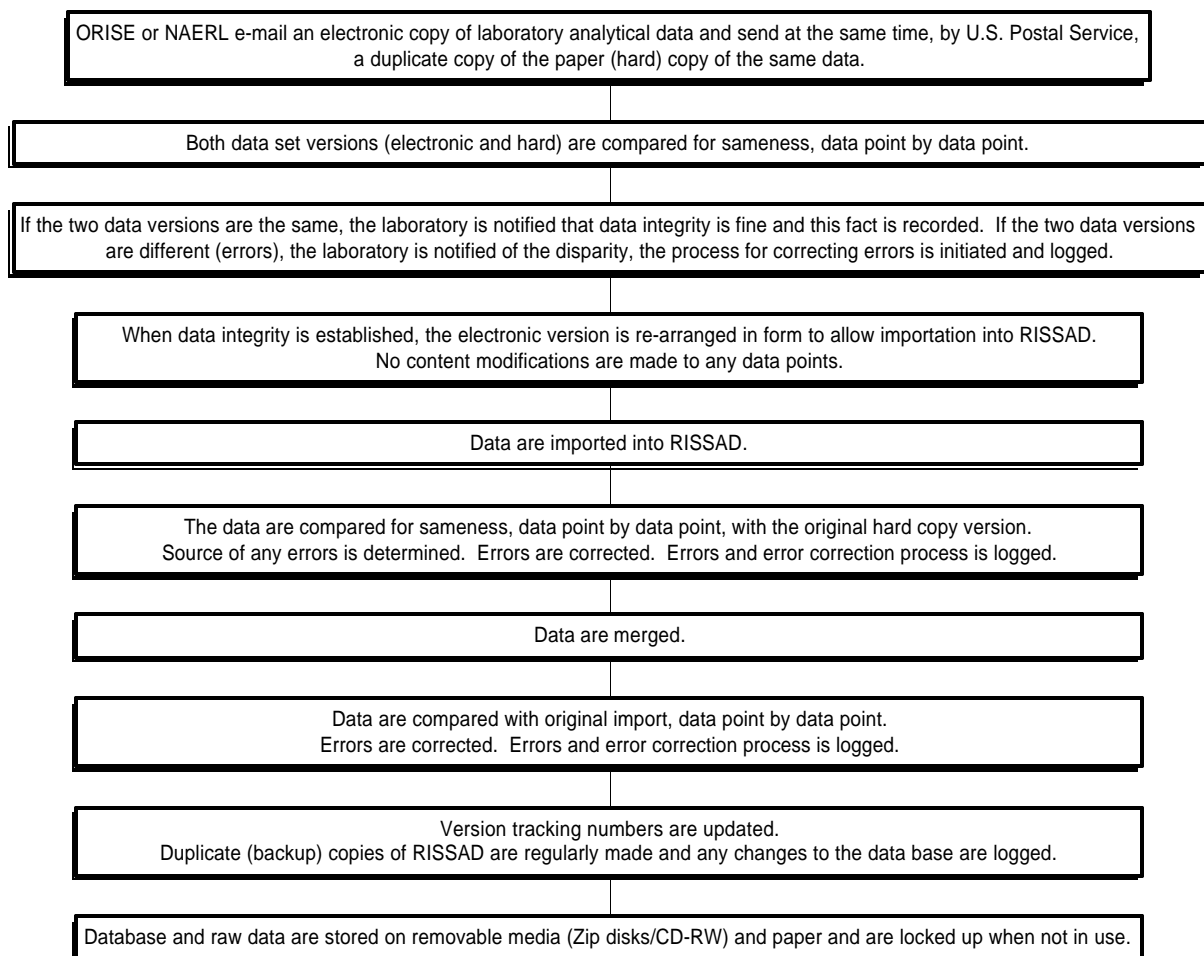 ORISE or NAERL e-mail an electronic copy of laboratory analytical data and send at the same time, by U.S. Postal Service,
a duplicate copy of the paper (hard) copy of the same data.
Both data set versions (electronic and hard) are compared for sameness, data point by data point.
If the two data versions are the same, the laboratory is notified that data integrity is fine and this fact is recorded. If the two data versions
are different (errors), the laboratory is notified of the disparity, the process for correcting errors is initiated and logged.
When data integrity is established, the electronic version is re-arranged in form to allow importation into RISSAD.
No content modifications are made to any data points.
Data are imported into RISSAD.
The data are compared for sameness, data point by data point, with the original hard copy version.
Source of any errors is determined. Errors are corrected. Errors and error correction process is logged.
Data are merged.
Data are compared with original import, data point by data point.
Errors are corrected. Errors and error correction process is logged.
Version tracking numbers are updated.
Duplicate (backup) copies of RISSAD are regularly made and any changes to the data base are logged.
Database and raw data are stored on removable media (Zip disks/CD-RW) and paper and are locked up when not in use.